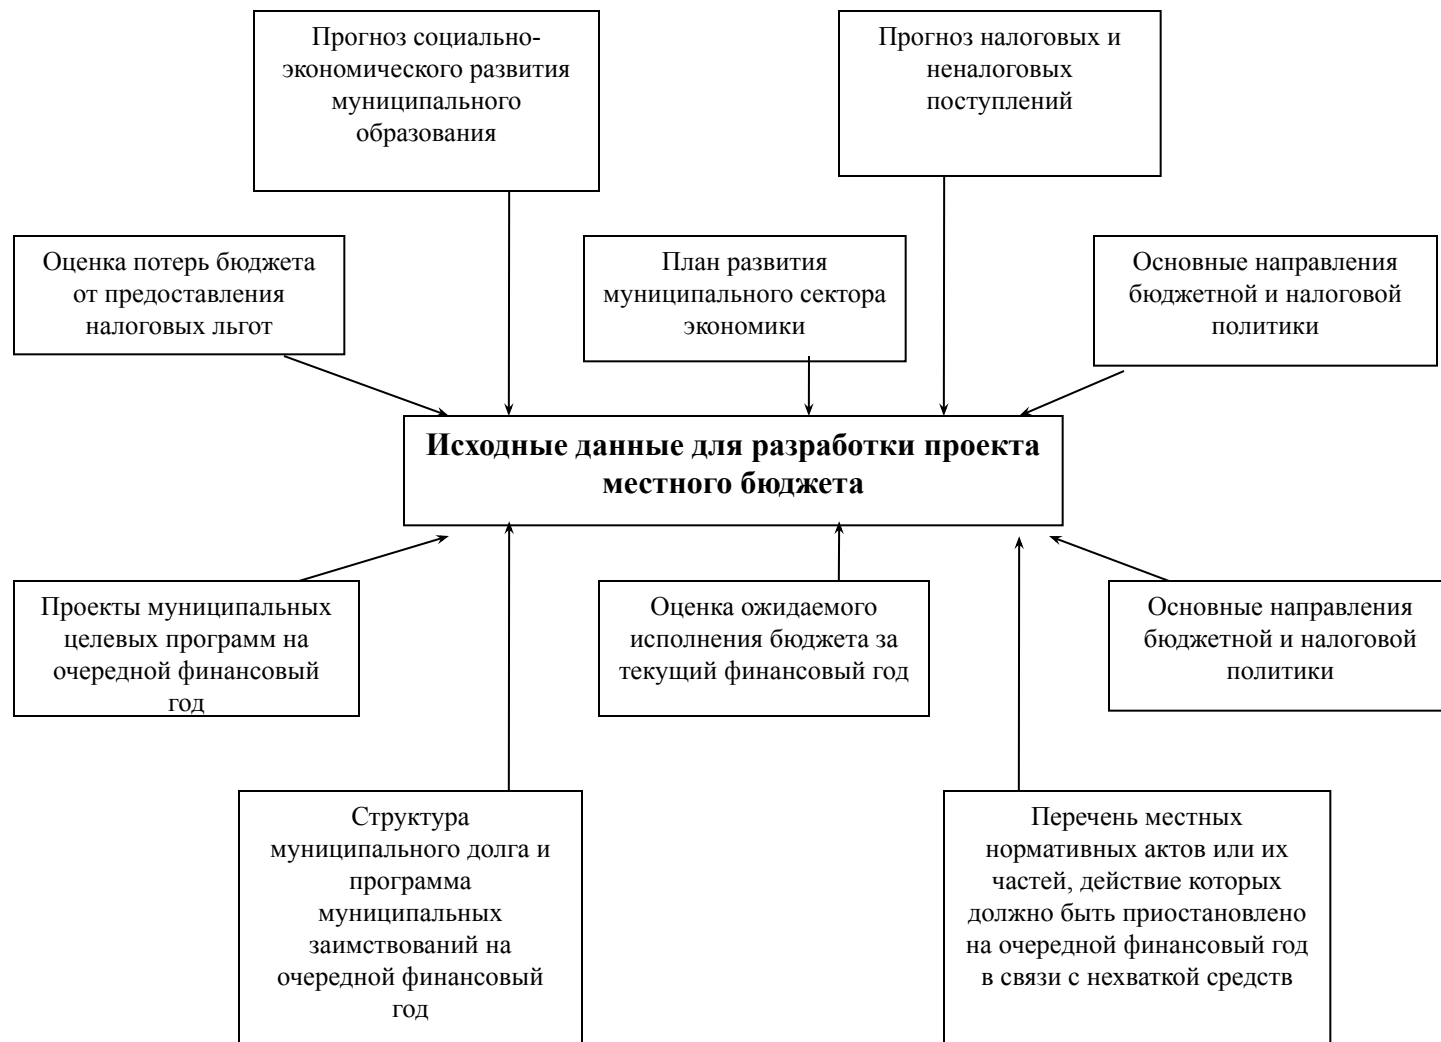 Прогноз социально-
экономического развития
муниципального
образования
Прогноз налоговых и
неналоговых
поступлений
Оценка потерь бюджета
от предоставления
налоговых льгот
План развития
муниципального сектора
экономики
Основные направления
бюджетной и налоговой
политики
Исходные данные для разработки проекта
местного бюджета
Проекты муниципальных
целевых программ на
очередной финансовый
год
Оценка ожидаемого
исполнения бюджета за
текущий финансовый год
Основные направления
бюджетной и налоговой
политики
Структура
муниципального долга и
программа
муниципальных
заимствований на
очередной финансовый
год
Перечень местных
нормативных актов или их
частей, действие которых
должно быть приостановлено
на очередной финансовый год
в связи с нехваткой средств